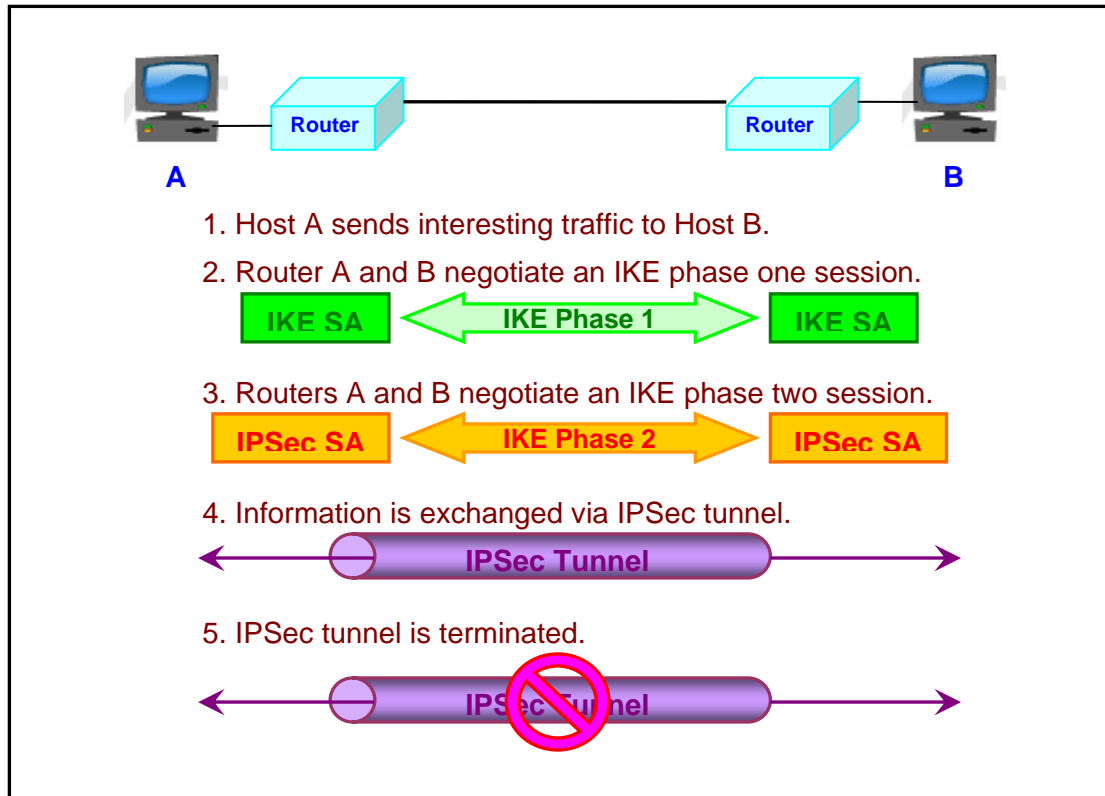 Router Router
A B
1. Host A sends interesting traffic to Host B.
2. Router A and B negotiate an IKE phase one session.
IKE SA IKE Phase 1 IKE SA
3. Routers A and B negotiate an IKE phase two session.
IPSec SA IKE Phase 2 IPSec SA
4. Information is exchanged via IPSec tunnel.
IPSec Tunnel
5. IPSec tunnel is terminated.
IPSec Tunnel